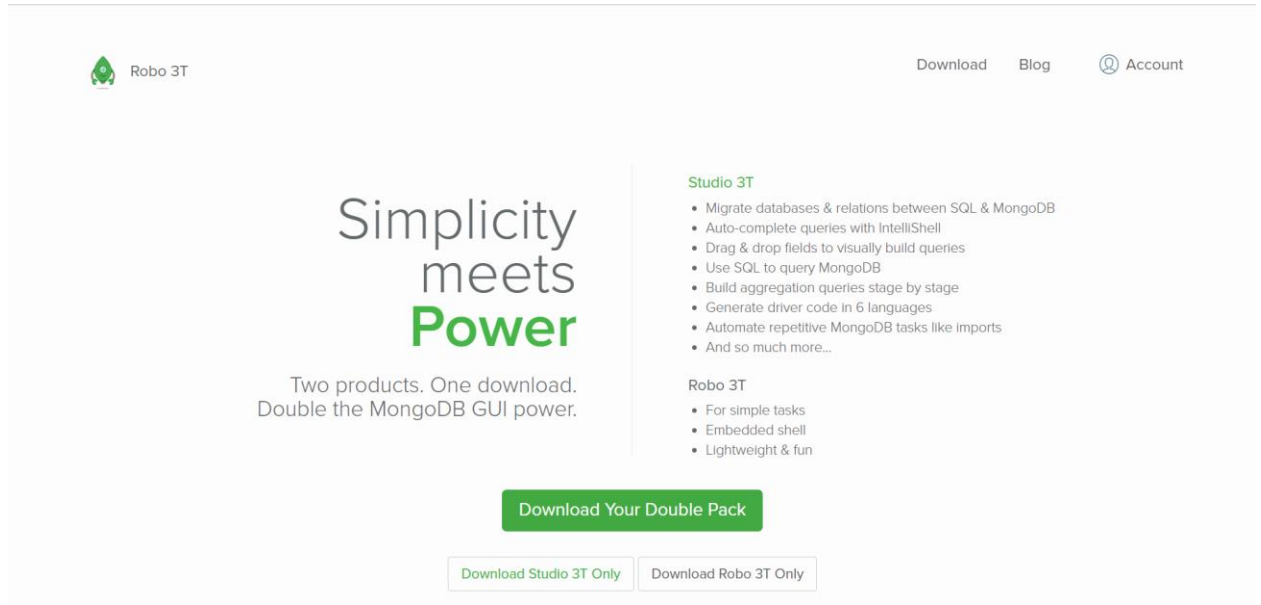 Robo 3T
Download
Blog
Account
Simplicity
meets
Power
Two products. One download.
Double the MongoDB GUI power.
Studio 3T
• Migrate databases & relations between SQL & MongoDB
• Auto-complete queries with IntelliShell
• Drag & drop fields to visually build queries
• Use SQL to query MongoDB
• Build aggregation queries stage by stage
• Generate driver code in 6 languages
• Automate repetitive MongoDB tasks like imports
• And so much more...
Robo 3T
• For simple tasks
• Embedded shell
• Lightweight & fun
Download Your Double Pack
Download Studio 3T Only
Download Robo 3T Only